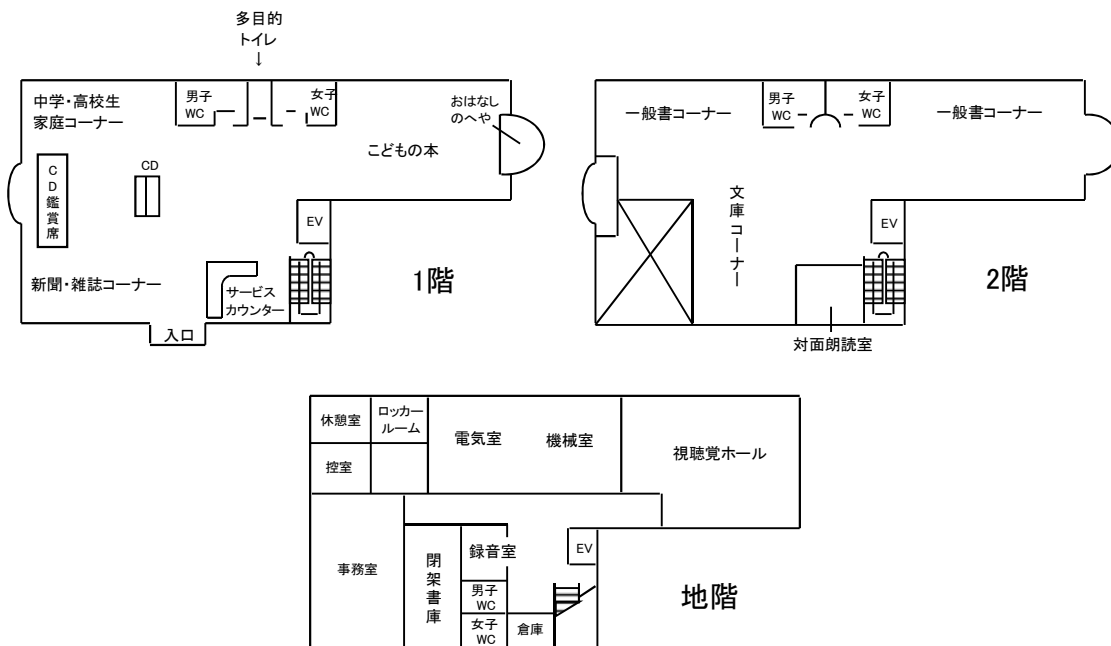 多目的
トイレ
↓
中学・高校生
家庭コーナー
男子
WC
女子
WC
おはなし
のへや
こどもの本
CD鑑賞席
CD
EV
新聞・雑誌コーナー
サービス
カウンター
1階
入口
一般書コーナー
男子
WC
女子
WC
一般書コーナー
文庫コーナー
EV
2階
対面朗読室
休憩室
ロッカー
ルーム
電気室
機械室
視聴覚ホール
控室
事務室
閉架書庫
録音室
EV
男子
WC
女子
WC
倉庫
地階